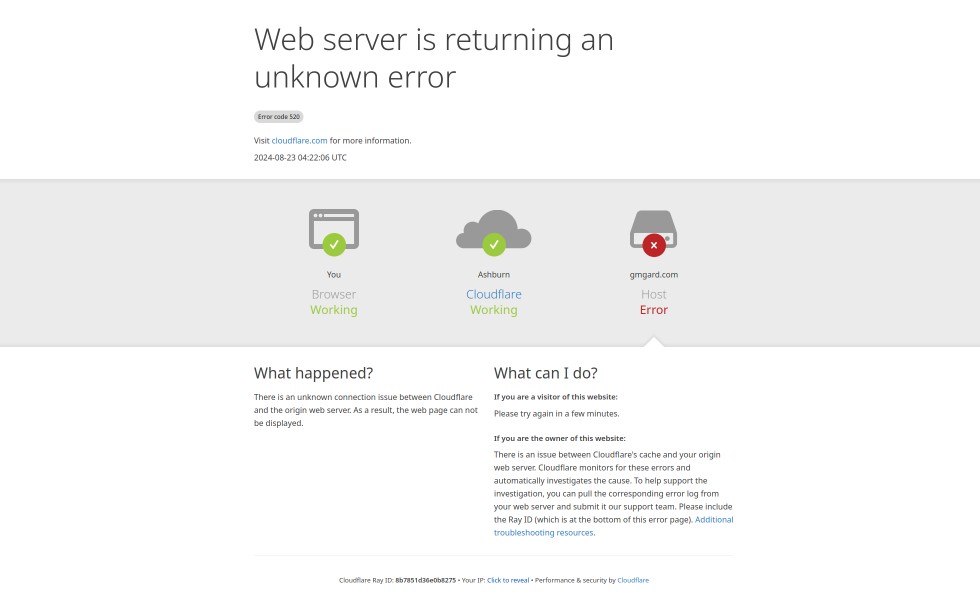 Web server is returning an
unknown error
Error code 520
Visit cloudflare.com for more information.
2024-08-23 04:22:06 UTC
You
Browser
Working
Ashburn
Cloudflare
Working
gmgard.com
Host
Error
What happened?
There is an unknown connection issue between Cloudflare
and the origin web server. As a result, the web page can not
be displayed.
What can I do?
If you are a visitor of this website:
Please try again in a few minutes.
If you are the owner of this website:
There is an issue between Cloudflare's cache and your origin
web server. Cloudflare monitors for these errors and
automatically investigates the cause. To help support the
investigation, you can pull the corresponding error log from
your web server and submit it our support team. Please include
the Ray ID (which is at the bottom of this error page). Additional
troubleshooting resources.
Cloudflare Ray ID: 8b7851d36e0b8275 • Your IP: Click to reveal • Performance & security by Cloudflare